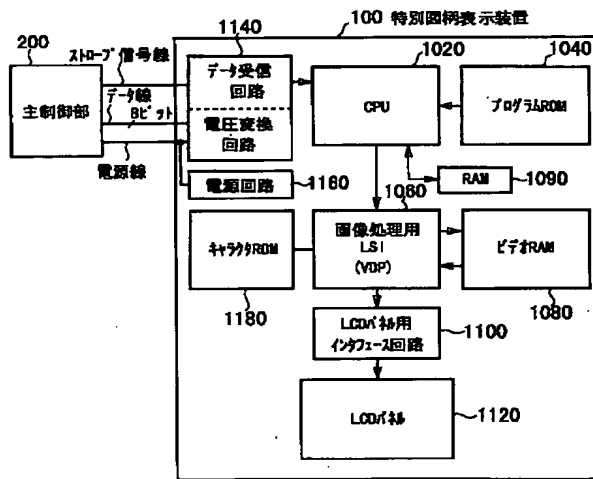 100 特別図柄表示装置
200
主制御部
ストローブ信号線
データ線
8ビット
電源線
1140
データ受信
回路
電圧変換
回路
電源回路
1160
1020
CPU
1040
プログラムROM
RAM
1090
1060
画像処理用
LSI
(VDP)
キャラクタROM
1180
ビデオRAM
1080
LCDパネル用
インタフェース回路
1100
LCDパネル
1120